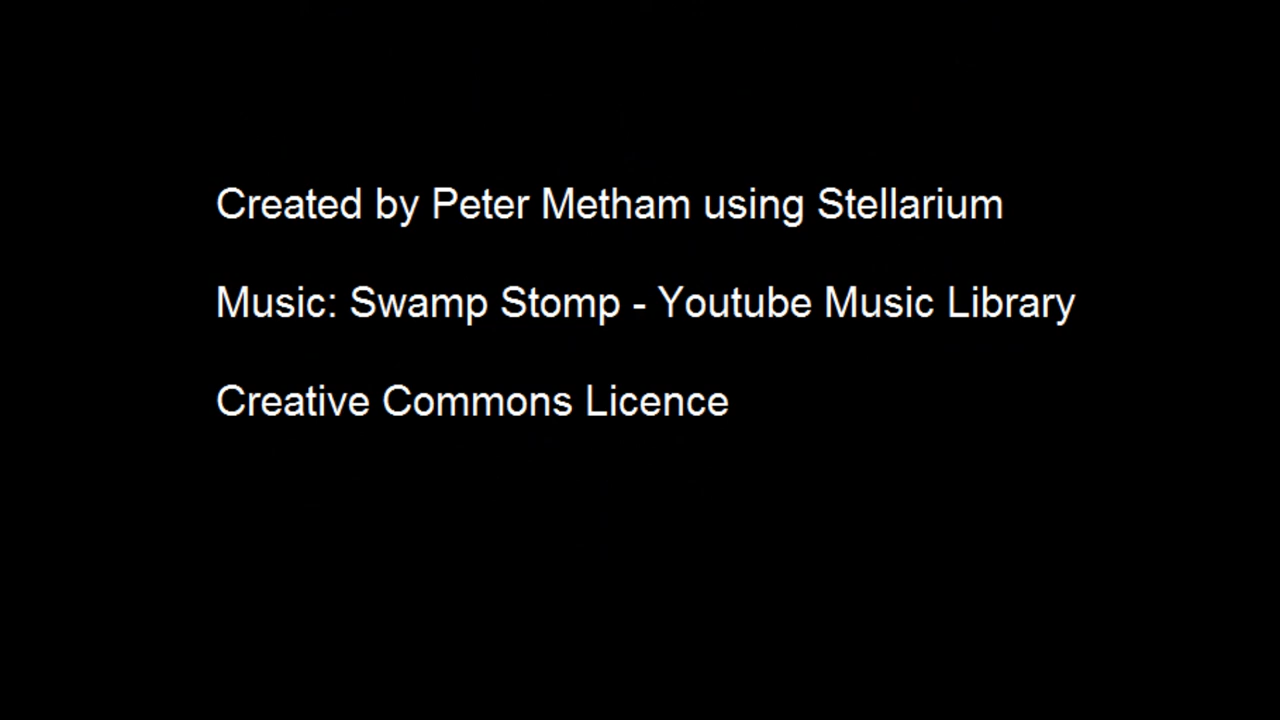 Created by Peter Metham using Stellarium
Music: Swamp Stomp - Youtube Music Library
Creative Commons Licence